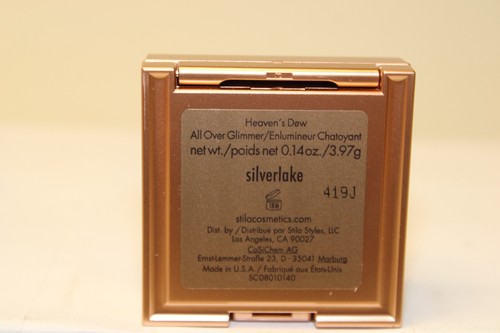 Heaven's Dew
All Over Glimmer/Enlumineur Chatoyant
net wt./poids net 0.14oz./3.97g
silverlake
419J
18M
stilacosmetics.com
Dist. by / Distribué par Stila Styles, LLC
Los Angeles, CA 90027
CoSiChem AG
Ernst-Lemmer-Straße 23, D - 35041 Marburg
Made in U.S.A. / Fabriqué aux États-Unis
SC08010140